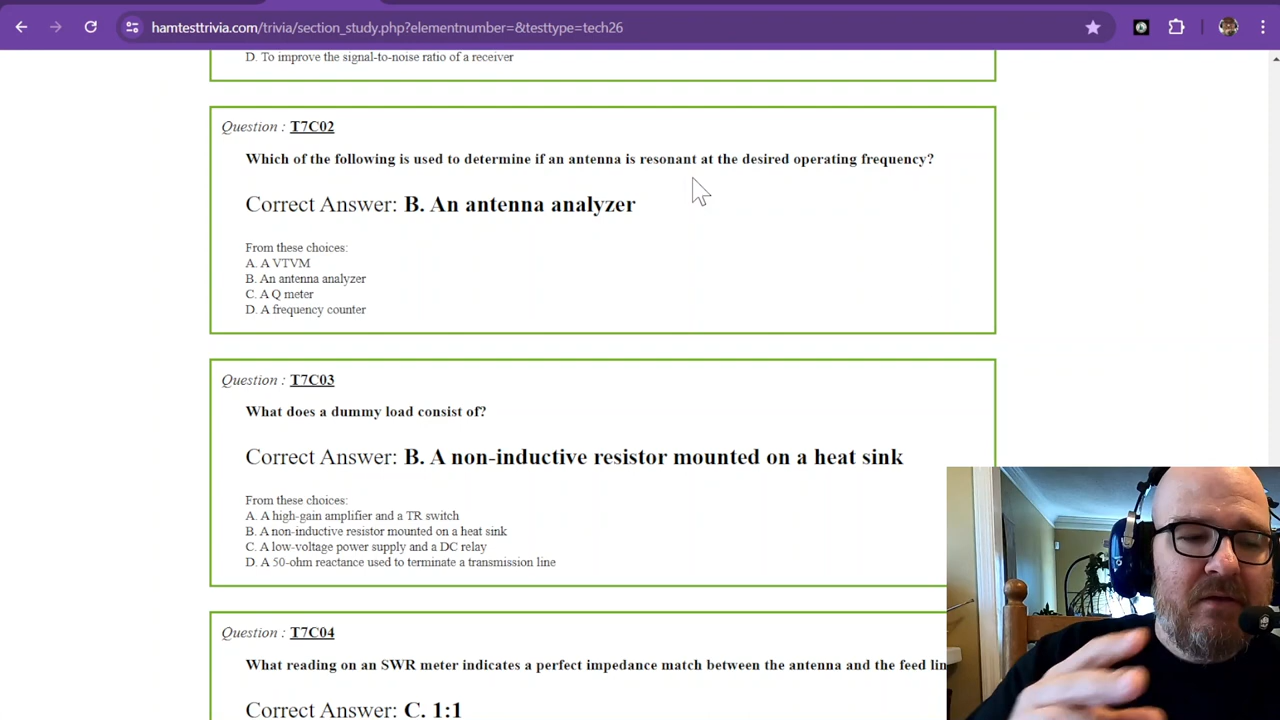 hamtesttrivia.com/trivia/section_study.php?elementnumber=&testtype=tech26
D. To improve the signal-to-noise ratio of a receiver
Question : T7C02
Which of the following is used to determine if an antenna is resonant at the desired operating frequency?
Correct Answer: B. An antenna analyzer
From these choices:
A. A VTVM
B. An antenna analyzer
C. A Q meter
D. A frequency counter
Question : T7C03
What does a dummy load consist of?
Correct Answer: B. A non-inductive resistor mounted on a heat sink
From these choices:
A. A high-gain amplifier and a TR switch
B. A non-inductive resistor mounted on a heat sink
C. A low-voltage power supply and a DC relay
D. A 50-ohm reactance used to terminate a transmission line
Question : T7C04
What reading on an SWR meter indicates a perfect impedance match between the antenna and the feed lin
Correct Answer: C. 1:1